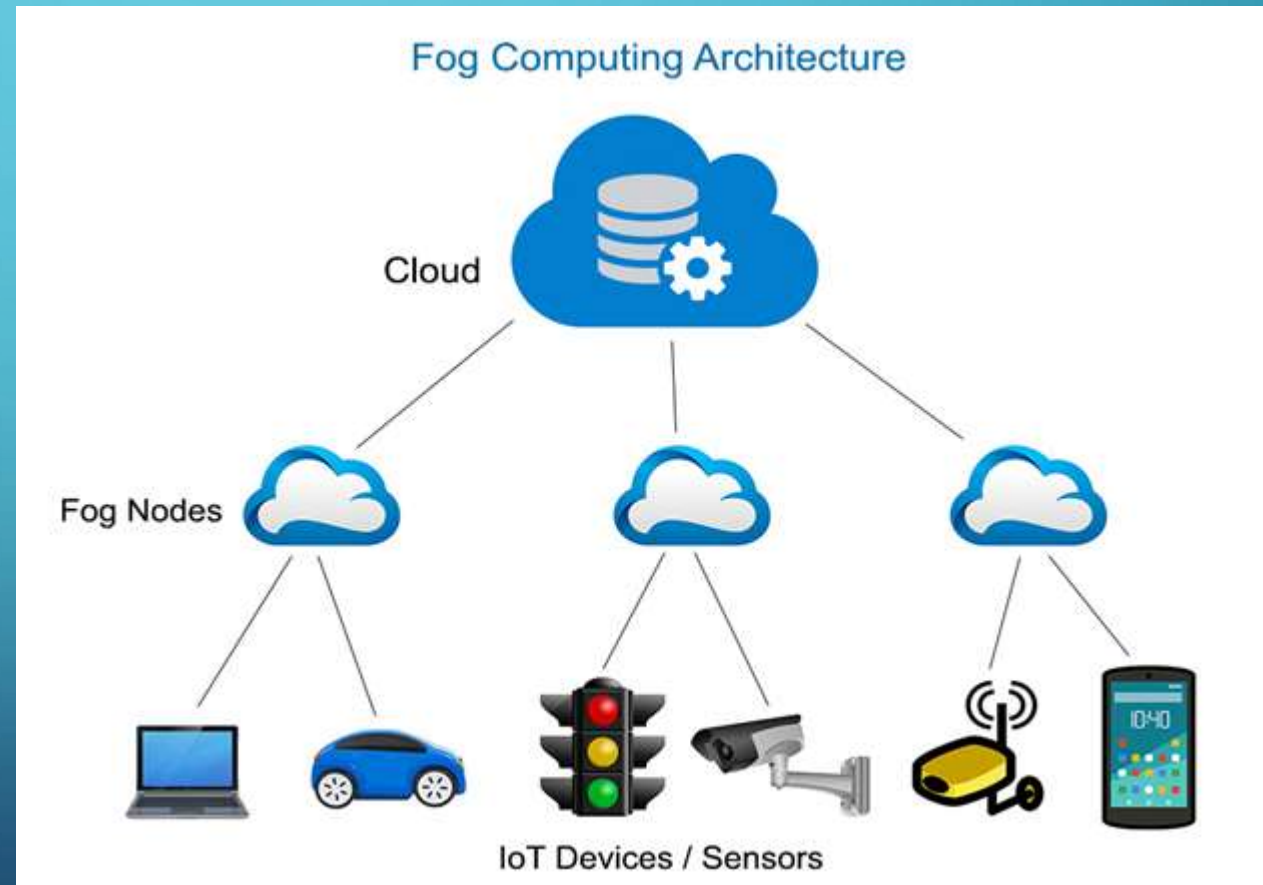 Fog Computing Architecture
Cloud
Fog Nodes
10:40
IoT Devices / Sensors